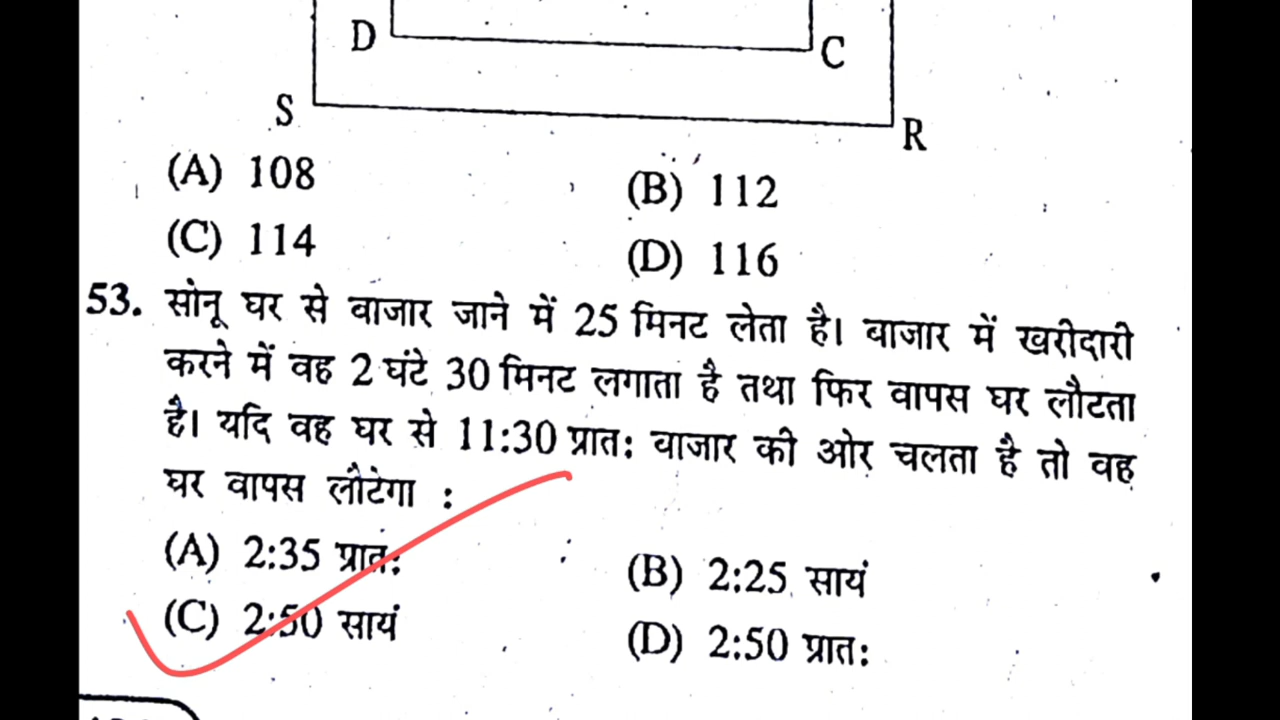 D
C
S
R
(A) 108
(B) 112
(C) 114
(D) 116
53. सोनू घर से बाजार जाने में 25 मिनट लेता है। बाजार में खरीदारी
करने में वह 2 घंटे 30 मिनट लगाता है तथा फिर वापस घर लौटता
है। यदि वह घर से 11:30 प्रात: बाजार की ओर चलता है तो वह
घर वापस लौटेगा :
(A) 2:35 प्रात:
(B) 2:25 सायं
(C) 2:50 सायं
(D) 2:50 प्रात: